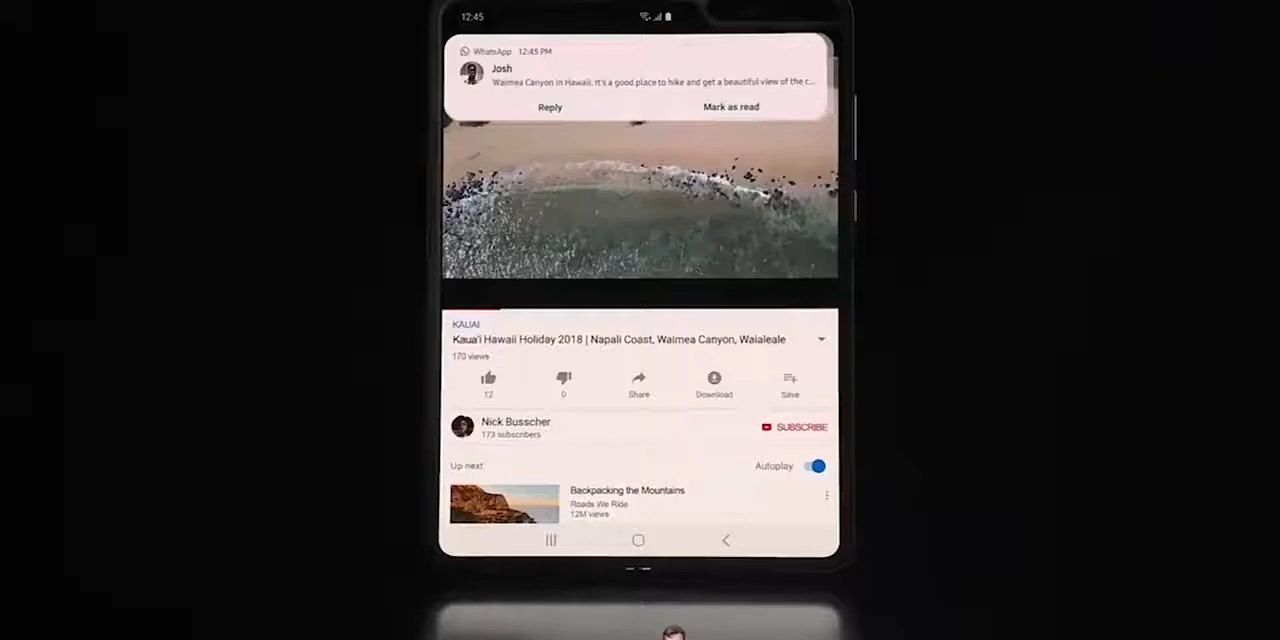 12:45
WhatsApp 12:45 PM
Josh
Waimea Canyon in Hawaii. It's a good place to hike and get a beautiful view of the c...
Reply Mark as read
KAUAI
Kaua'i Hawaii Holiday 2018 | Napali Coast, Waimea Canyon, Waialeale
170 views
12 0 Share Download Save
Nick Busscher
173 subscribers
SUBSCRIBE
Up next Autoplay
Backpacking the Mountains
Roads We Ride
12M views